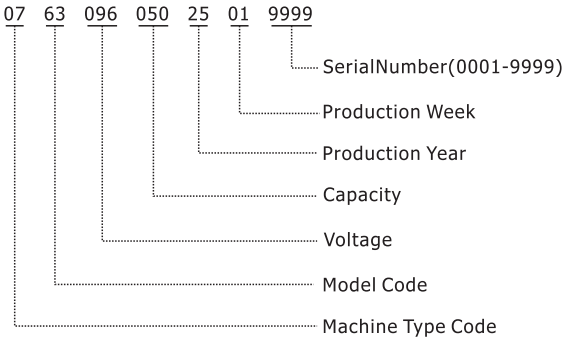 07 63 096 050 25 01 9999
SerialNumber(0001-9999)
Production Week
Production Year
Capacity
Voltage
Model Code
Machine Type Code